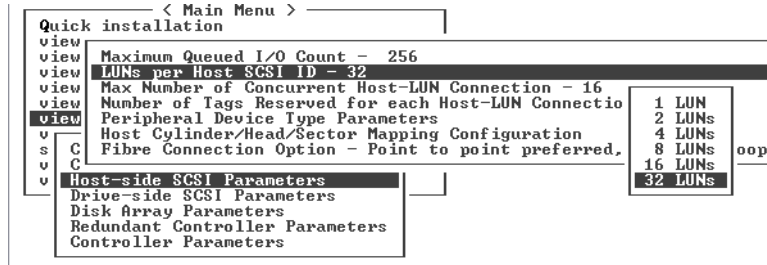 < Main Menu >
Quick installation
view
view Maximum Queued I/O Count - 256
view LUNs per Host SCSI ID - 32
view Max Number of Concurrent Host-LUN Connection - 16
view Number of Tags Reserved for each Host-LUN Connectio 1 LUN
view Peripheral Device Type Parameters 2 LUNs
v Host Cylinder/Head/Sector Mapping Configuration 4 LUNs
s C Fibre Connection Option - Point to point preferred, 8 LUNs oop
v C 16 LUNs
v Host-side SCSI Parameters 32 LUNs
Drive-side SCSI Parameters
Disk Array Parameters
Redundant Controller Parameters
Controller Parameters